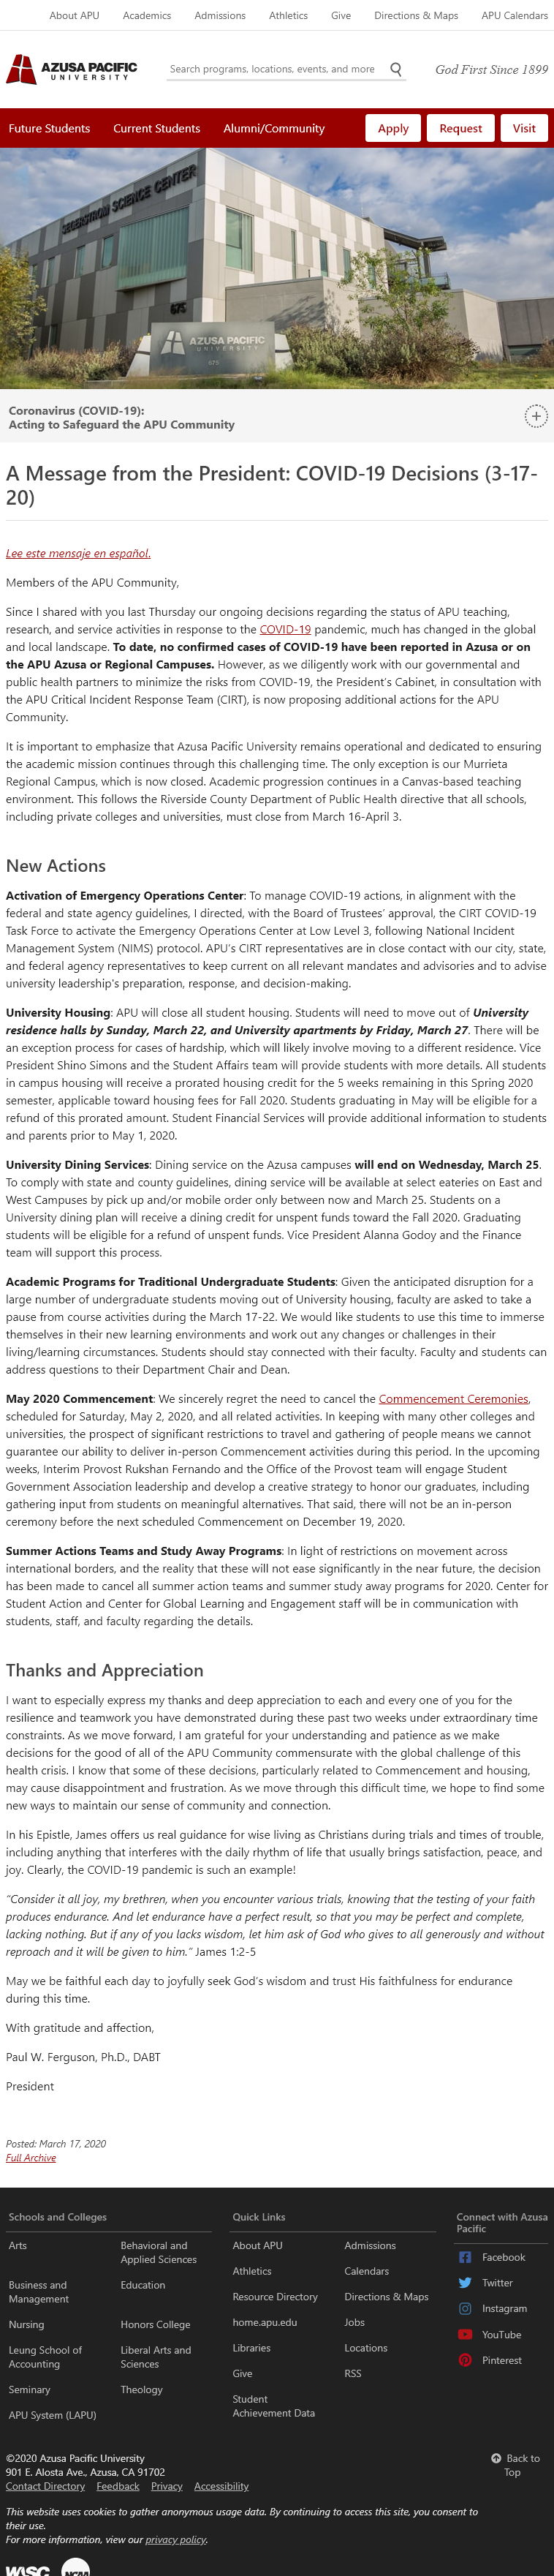 About APU Academics Admissions Athletics Give Directions & Maps APU Calendars
AZUSA PACIFIC
UNIVERSITY
Search programs, locations, events, and more
God First Since 1899
Future Students Current Students Alumni/Community Apply Request Visit
SEGERSTROM SCIENCE CENTER
675
AZUSA PACIFIC
UNIVERSITY
675
Coronavirus (COVID-19):
Acting to Safeguard the APU Community
A Message from the President: COVID-19 Decisions (3-17-
20)
Lee este mensaje en español.
Members of the APU Community,
Since I shared with you last Thursday our ongoing decisions regarding the status of APU teaching,
research, and service activities in response to the COVID-19 pandemic, much has changed in the global
and local landscape. To date, no confirmed cases of COVID-19 have been reported in Azusa or on
the APU Azusa or Regional Campuses. However, as we diligently work with our governmental and
public health partners to minimize the risks from COVID-19, the President's Cabinet, in consultation with
the APU Critical Incident Response Team (CIRT), is now proposing additional actions for the APU
Community.
It is important to emphasize that Azusa Pacific University remains operational and dedicated to ensuring
the academic mission continues through this challenging time. The only exception is our Murrieta
Regional Campus, which is now closed. Academic progression continues in a Canvas-based teaching
environment. This follows the Riverside County Department of Public Health directive that all schools,
including private colleges and universities, must close from March 16-April 3.
New Actions
Activation of Emergency Operations Center: To manage COVID-19 actions, in alignment with the
federal and state agency guidelines, I directed, with the Board of Trustees' approval, the CIRT COVID-19
Task Force to activate the Emergency Operations Center at Low Level 3, following National Incident
Management System (NIMS) protocol. APU's CIRT representatives are in close contact with our city, state,
and federal agency representatives to keep current on all relevant mandates and advisories and to advise
university leadership's preparation, response, and decision-making.
University Housing: APU will close all student housing. Students will need to move out of University
residence halls by Sunday, March 22, and University apartments by Friday, March 27. There will be
an exception process for cases of hardship, which will likely involve moving to a different residence. Vice
President Shino Simons and the Student Affairs team will provide students with more details. All students
in campus housing will receive a prorated housing credit for the 5 weeks remaining in this Spring 2020
semester, applicable toward housing fees for Fall 2020. Students graduating in May will be eligible for a
refund of this prorated amount. Student Financial Services will provide additional information to students
and parents prior to May 1, 2020.
University Dining Services: Dining service on the Azusa campuses will end on Wednesday, March 25.
To comply with state and county guidelines, dining service will be available at select eateries on East and
West Campuses by pick up and/or mobile order only between now and March 25. Students on a
University dining plan will receive a dining credit for unspent funds toward the Fall 2020. Graduating
students will be eligible for a refund of unspent funds. Vice President Alanna Godoy and the Finance
team will support this process.
Academic Programs for Traditional Undergraduate Students: Given the anticipated disruption for a
large number of undergraduate students moving out of University housing, faculty are asked to take a
pause from course activities during the March 17-22. We would like students to use this time to immerse
themselves in their new learning environments and work out any changes or challenges in their
living/learning circumstances. Students should stay connected with their faculty. Faculty and students can
address questions to their Department Chair and Dean.
May 2020 Commencement: We sincerely regret the need to cancel the Commencement Ceremonies,
scheduled for Saturday, May 2, 2020, and all related activities. In keeping with many other colleges and
universities, the prospect of significant restrictions to travel and gathering of people means we cannot
guarantee our ability to deliver in-person Commencement activities during this period. In the upcoming
weeks, Interim Provost Rukshan Fernando and the Office of the Provost team will engage Student
Government Association leadership and develop a creative strategy to honor our graduates, including
gathering input from students on meaningful alternatives. That said, there will not be an in-person
ceremony before the next scheduled Commencement on December 19, 2020.
Summer Actions Teams and Study Away Programs: In light of restrictions on movement across
international borders, and the reality that these will not ease significantly in the near future, the decision
has been made to cancel all summer action teams and summer study away programs for 2020. Center for
Student Action and Center for Global Learning and Engagement staff will be in communication with
students, staff, and faculty regarding the details.
Thanks and Appreciation
I want to especially express my thanks and deep appreciation to each and every one of you for the
resilience and teamwork you have demonstrated during these past two weeks under extraordinary time
constraints. As we move forward, I am grateful for your understanding and patience as we make
decisions for the good of all of the APU Community commensurate with the global challenge of this
health crisis. I know that some of these decisions, particularly related to Commencement and housing,
may cause disappointment and frustration. As we move through this difficult time, we hope to find some
new ways to maintain our sense of community and connection.
In his Epistle, James offers us real guidance for wise living as Christians during trials and times of trouble,
including anything that interferes with the daily rhythm of life that usually brings satisfaction, peace, and
joy. Clearly, the COVID-19 pandemic is such an example!
"Consider it all joy, my brethren, when you encounter various trials, knowing that the testing of your faith
produces endurance. And let endurance have a perfect result, so that you may be perfect and complete,
lacking nothing. But if any of you lacks wisdom, let him ask of God who gives to all generously and without
reproach and it will be given to him." James 1:2-5
May we be faithful each day to joyfully seek God's wisdom and trust His faithfulness for endurance
during this time.
With gratitude and affection,
Paul W. Ferguson, Ph.D., DABT
President
Posted: March 17, 2020
Full Archive
Schools and Colleges
Arts
Behavioral and
Applied Sciences
Business and
Management
Education
Nursing
Honors College
Leung School of
Accounting
Liberal Arts and
Sciences
Seminary
Theology
APU System (LAPU)
Quick Links
About APU
Admissions
Athletics
Calendars
Resource Directory
Directions & Maps
home.apu.edu
Jobs
Libraries
Locations
Give
RSS
Student
Achievement Data
Connect with Azusa
Pacific
Facebook
Twitter
Instagram
YouTube
Pinterest
©2020 Azusa Pacific University
901 E. Alosta Ave., Azusa, CA 91702
Contact Directory Feedback Privacy Accessibility
Back to
Top
This website uses cookies to gather anonymous usage data. By continuing to access this site, you consent to
their use.
For more information, view our privacy policy.
WASC NCAA